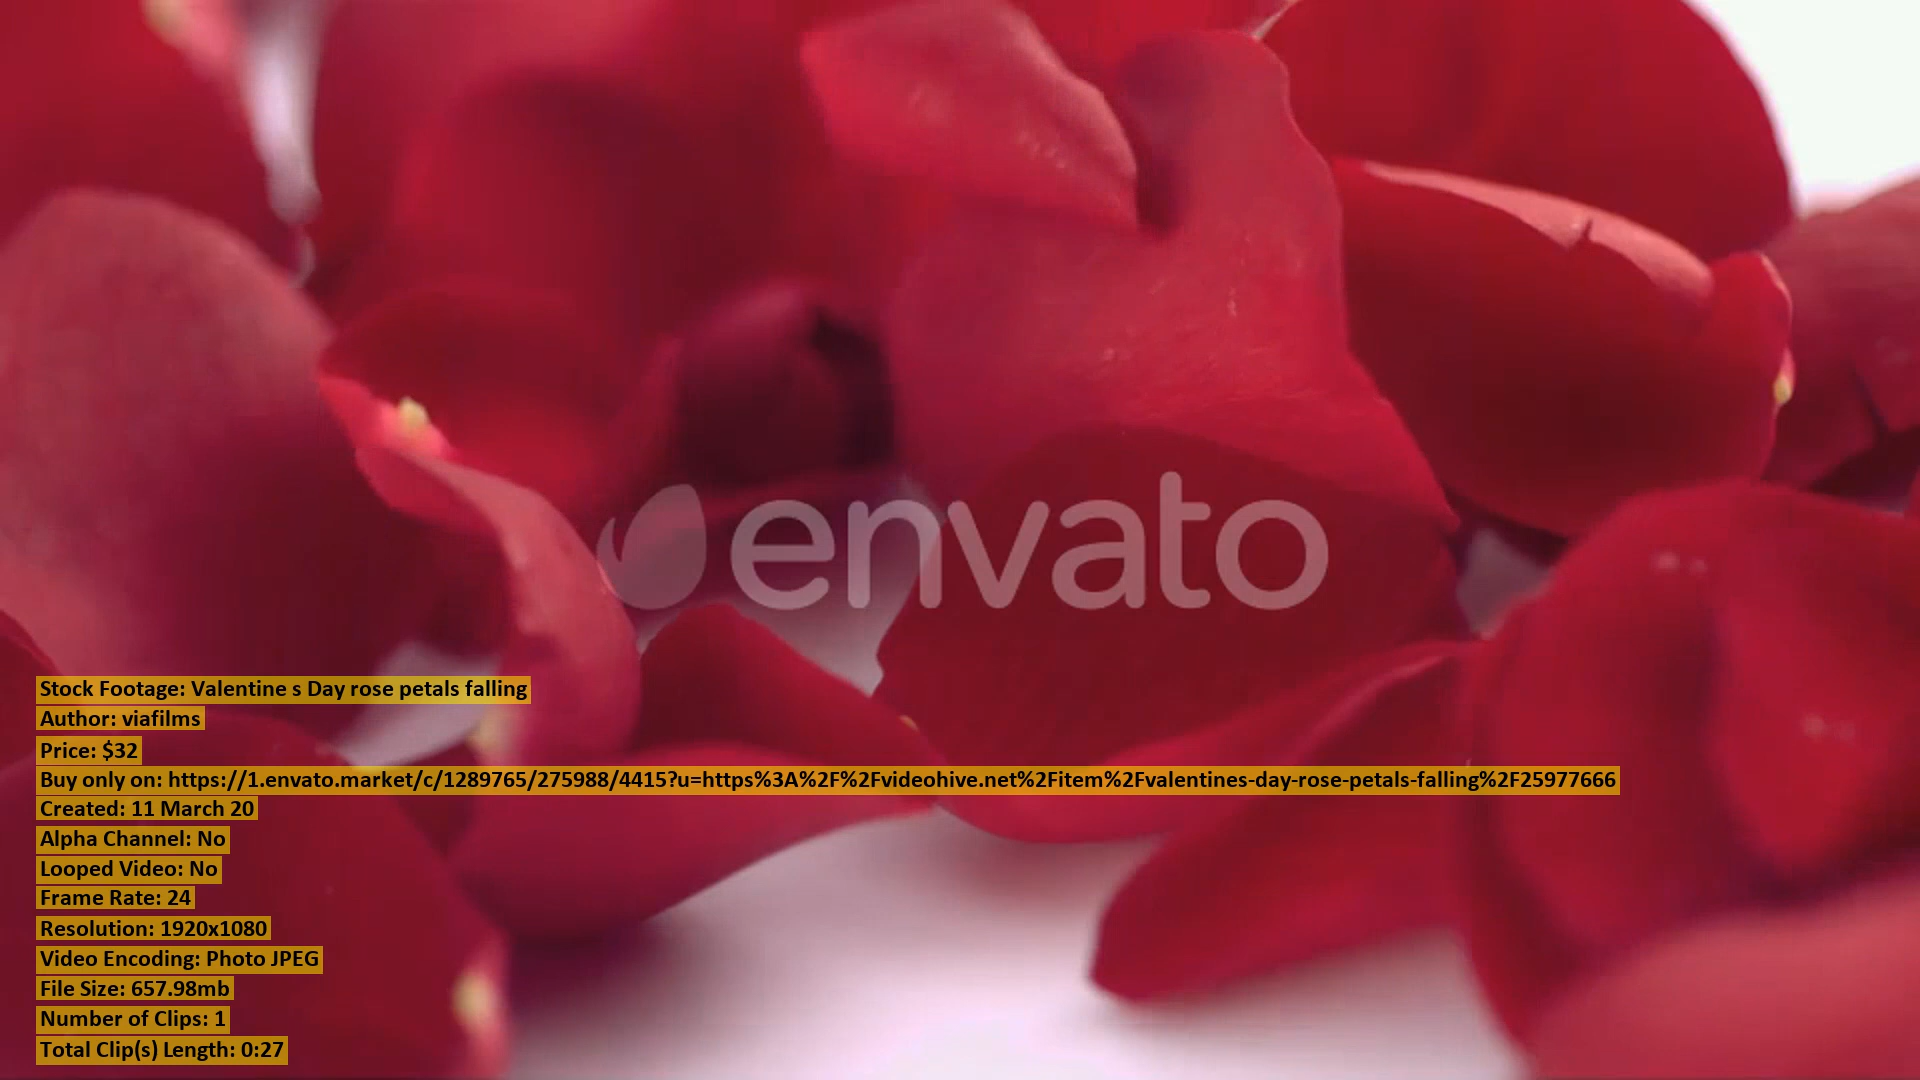 envato
Stock Footage: Valentine s Day rose petals falling
Author: viafilms
Price: $32
Buy only on: https://1.envato.market/c/1289765/275988/4415?u=https%3A%2F%2Fvideohive.net%2Fitem%2Fvalentines-day-rose-petals-falling%2F25977666
Created: 11 March 20
Alpha Channel: No
Looped Video: No
Frame Rate: 24
Resolution: 1920x1080
Video Encoding: Photo JPEG
File Size: 657.98mb
Number of Clips: 1
Total Clip(s) Length: 0:27